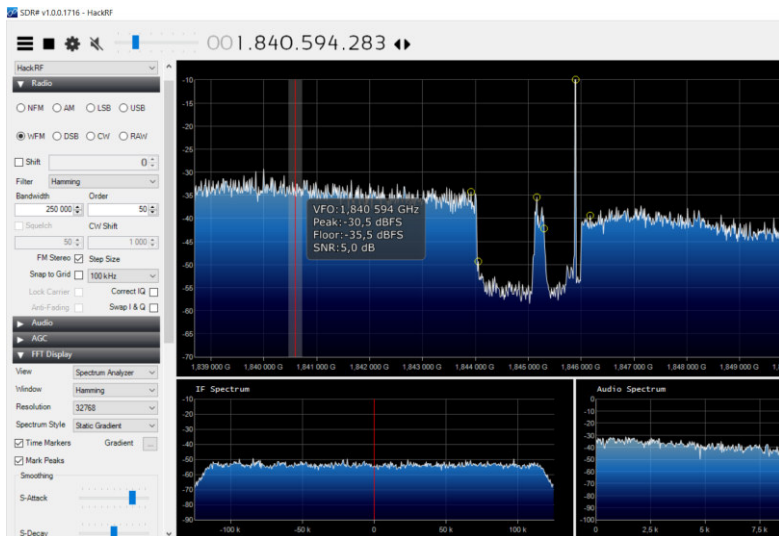 SDR# v1.0.0.1716 - HackRF
001.840.594.283
HackRF
Radio
NFM AM LSB USB
WFM DSB CW RAW
Shift 0
Filter Hamming
Bandwidth Order
250 000 50
Squelch CW Shift
50 1 000
FM Stereo Step Size
Snap to Grid 100 kHz
Lock Carrier Correct IQ
Anti-Fading Swap I & Q
Audio
AGC
FFT Display
View Spectrum Analyzer
Window Hamming
Resolution 32768
Spectrum Style Static Gradient
Time Markers Gradient ...
Mark Peaks
Smoothing
S-Attack
S-Decay
-10
-15
-20
-25
-30
-35
-40
-45
-50
-55
-60
-65
-70
VFO:1,840 594 GHz
Peak:-30,5 dBFS
Floor:-35,5 dBFS
SNR:5,0 dB
1,839 000 G 1,840 000 G 1,841 000 G 1,842 000 G 1,843 000 G 1,844 000 G 1,845 000 G 1,846 000 G 1,847 000 G 1,848 000 G 1,849 000 G
IF Spectrum
-10
-20
-30
-40
-50
-60
-70
-80
-90
-100 k -50 k 0 50 k 100 k
Audio Spectrum
0
-10
-20
-30
-40
-50
-60
-70
-80
-90
-100
0 2,5 k 5 k 7,5 k